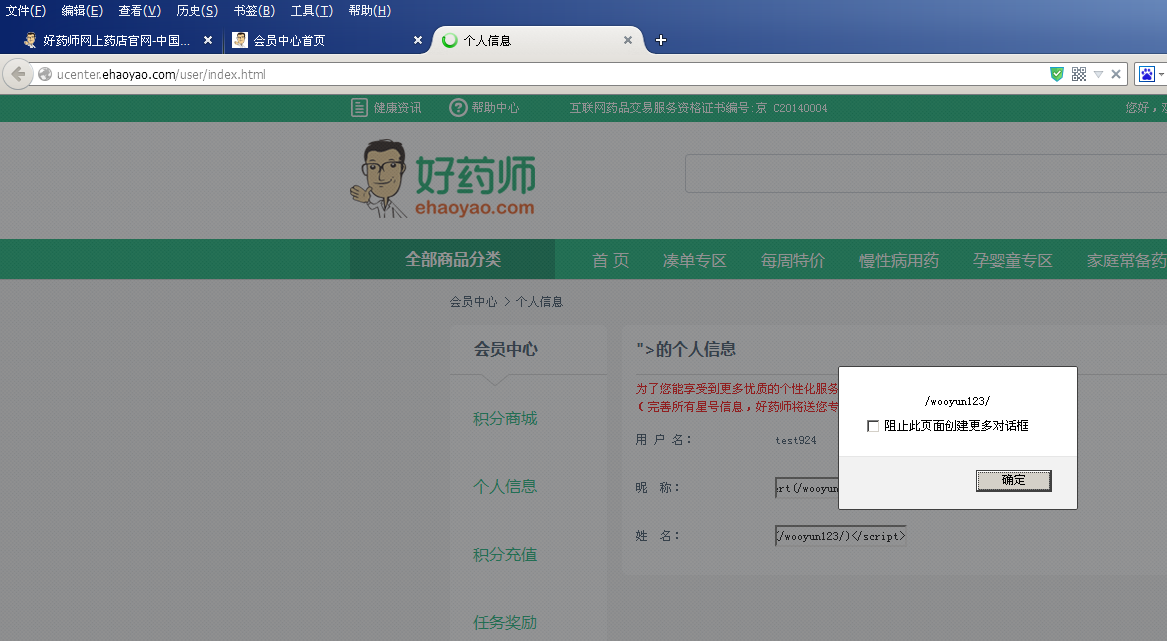 文件(F) 编辑(E) 查看(V) 历史(S) 书签(B) 工具(T) 帮助(H)
好药师网上药店官网-中国... × 会员中心首页 × 个人信息 × +
ucenter.ehaoyao.com/user/index.html
健康资讯 帮助中心 互联网药品交易服务资格证书编号:京 C20140004 您好，
好药师
ehaoyao.com
全部商品分类 首 页 凑单专区 每周特价 慢性病用药 孕婴童专区 家庭常备药
会员中心 > 个人信息
会员中心
">的个人信息
为了您能享受到更多优质的个性化服务
（完善所有星号信息，好药师将送您专
/wooyun123/
阻止此页面创建更多对话框
确定
积分商城
用 户 名： test924
个人信息
昵 称： rt(/wooyun
姓 名： /wooyun123/)</script>
积分充值
任务奖励